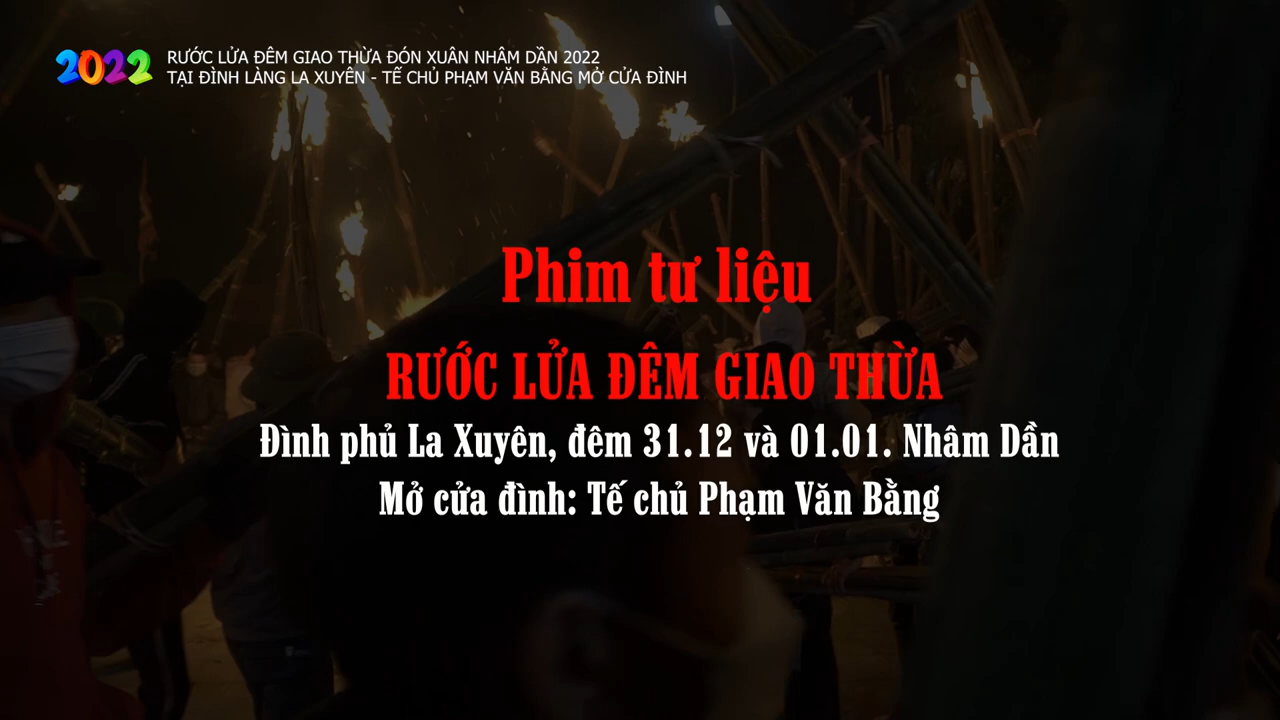 2022
RƯỚC LỬA ĐÊM GIAO THỪA ĐÓN XUÂN NHÂM DẦN 2022
TẠI ĐÌNH LÀNG LA XUYÊN - TẾ CHỦ PHẠM VĂN BẰNG MỞ CỬA ĐÌNH
Phim tư liệu
RƯỚC LỬA ĐÊM GIAO THỪA
Đình phủ La Xuyên, đêm 31.12 và 01.01. Nhâm Dần
Mở cửa đình: Tế chủ Phạm Văn Bằng